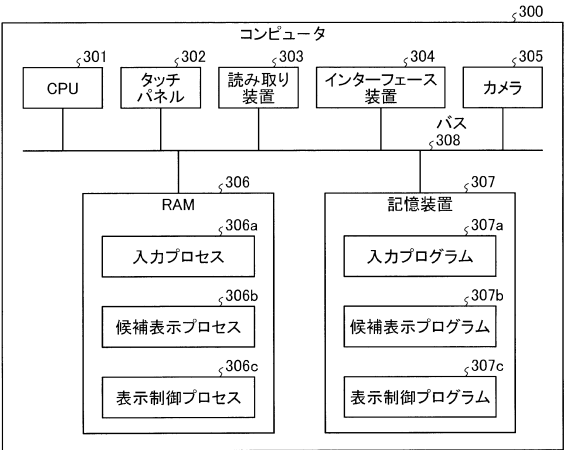 300
コンピュータ
301
302
303
304
305
CPU
タッチ
パネル
読み取り
装置
インターフェース
装置
カメラ
バス
308
306
RAM
306a
入力プロセス
306b
候補表示プロセス
306c
表示制御プロセス
307
記憶装置
307a
入力プログラム
307b
候補表示プログラム
307c
表示制御プログラム